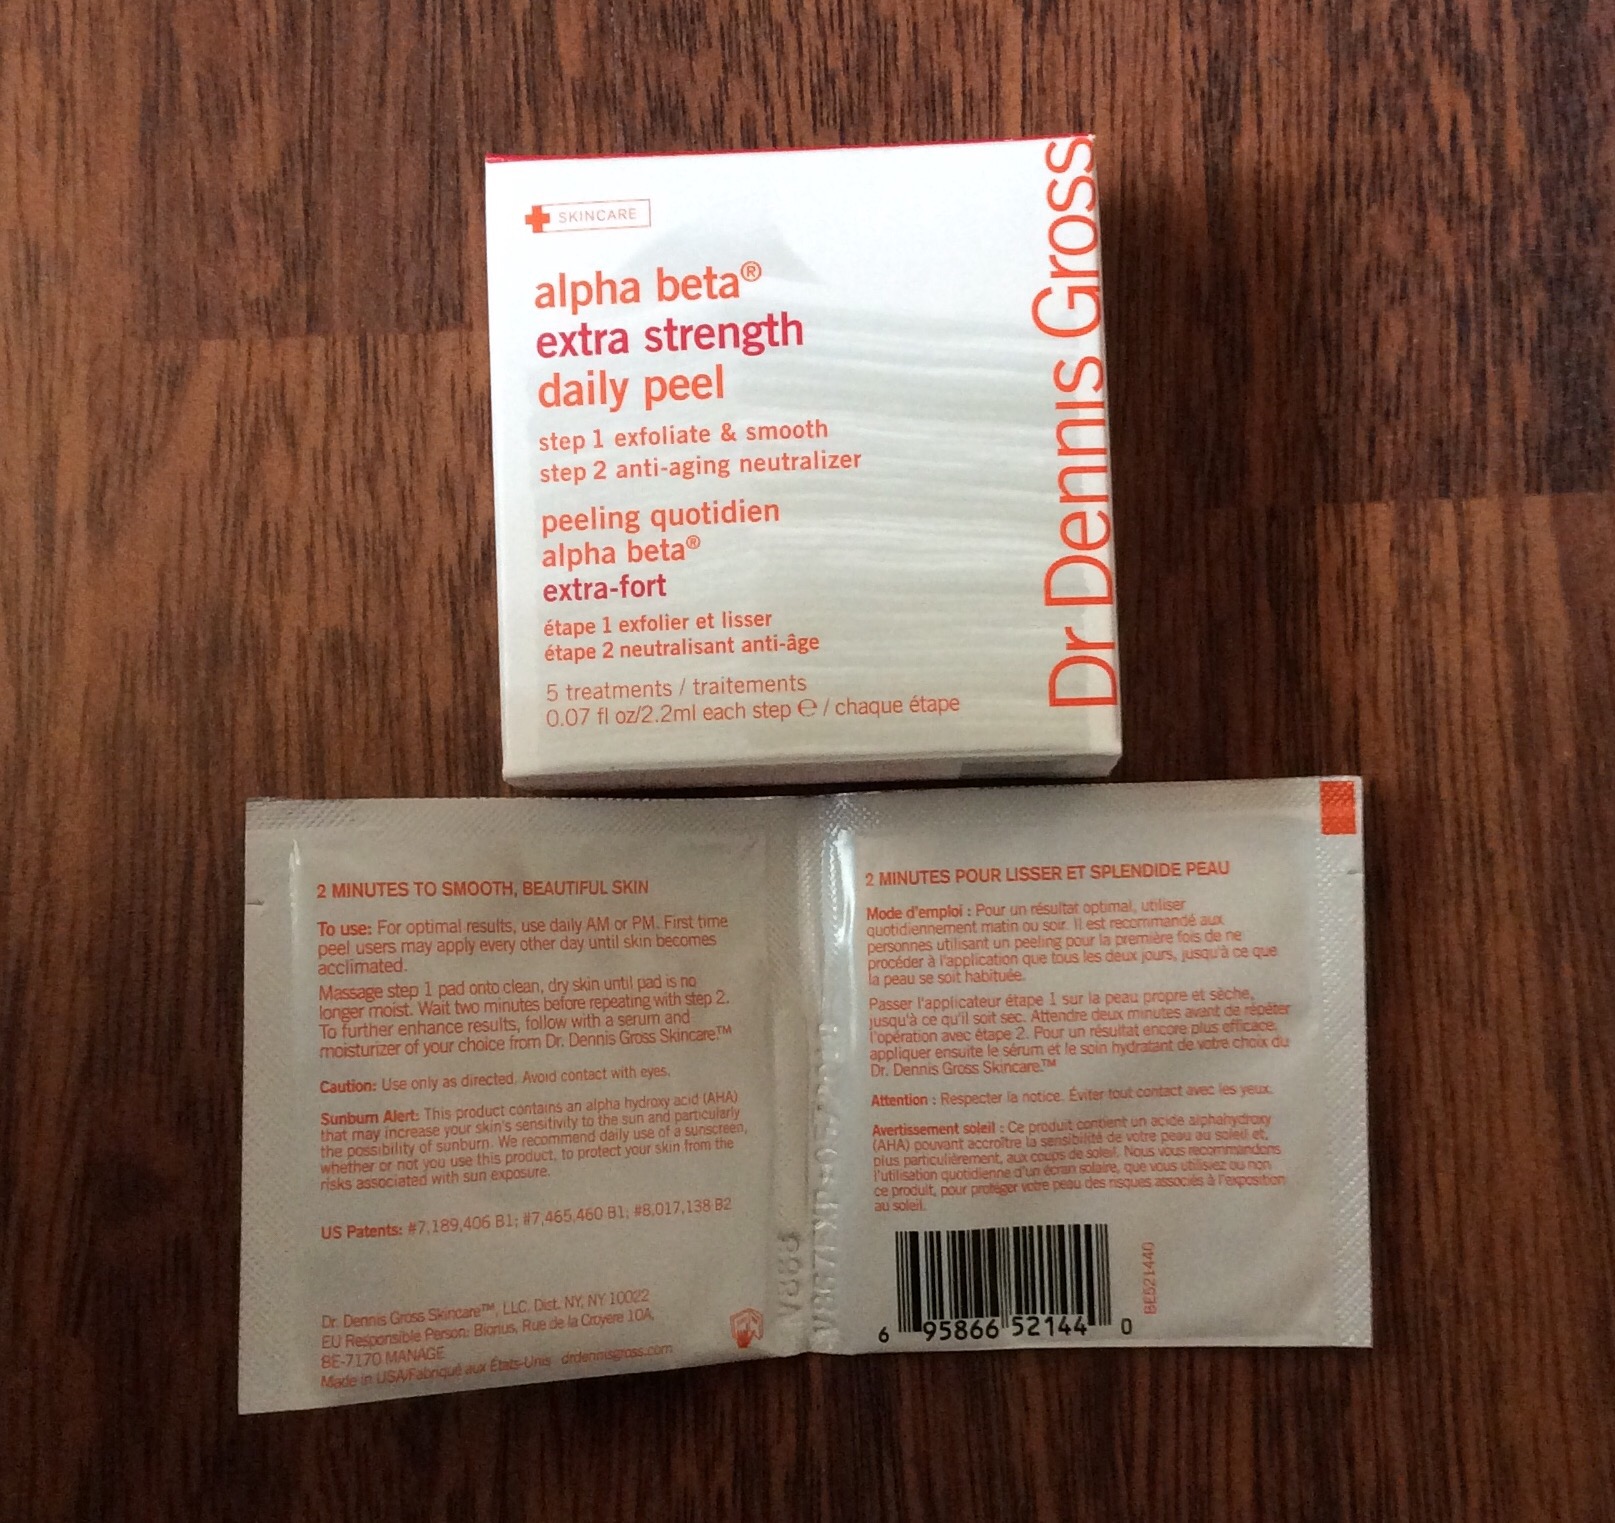 SKINCARE
alpha beta®
extra strength
daily peel
step 1 exfoliate & smooth
step 2 anti-aging neutralizer
peeling quotidien
alpha beta®
extra-fort
étape 1 exfolier et lisser
étape 2 neutralisant anti-âge
5 treatments / traitements
0.07 fl oz/2.2ml each step ℮ / chaque étape
Dr Dennis Gross
2 MINUTES TO SMOOTH, BEAUTIFUL SKIN
To use: For optimal results, use daily AM or PM. First time
peel users may apply every other day until skin becomes
acclimated.
Massage step 1 pad onto clean, dry skin until pad is no
longer moist. Wait two minutes before repeating with step 2.
To further enhance results, follow with a serum and
moisturizer of your choice from Dr. Dennis Gross Skincare.™
Caution: Use only as directed. Avoid contact with eyes.
Sunburn Alert: This product contains an alpha hydroxy acid (AHA)
that may increase your skin's sensitivity to the sun and particularly
the possibility of sunburn. We recommend daily use of a sunscreen,
whether or not you use this product, to protect your skin from the
risks associated with sun exposure.
US Patents: #7,189,406 B1; #7,465,460 B1; #8,017,138 B2
Dr. Dennis Gross Skincare™, LLC. Dist. NY, NY 10022
EU Responsible Person: Biorius, Rue de la Croyere 10A,
BE-7170 MANAGE
Made in USA/Fabriqué aux États-Unis drdennisgross.com
2 MINUTES POUR LISSER ET SPLENDIDE PEAU
Mode d'emploi : Pour un résultat optimal, utiliser
quotidiennement matin ou soir. Il est recommandé aux
personnes utilisant un peeling pour la première fois de ne
procéder à l'application que tous les deux jours, jusqu'à ce que
la peau se soit habituée.
Passer l'applicateur étape 1 sur la peau propre et sèche,
jusqu'à ce qu'il soit sec. Attendre deux minutes avant de répéter
l'opération avec étape 2. Pour un résultat encore plus efficace,
appliquer ensuite le sérum et le soin hydratant de votre choix du
Dr. Dennis Gross Skincare.™
Attention : Respecter la notice. Éviter tout contact avec les yeux.
Avertissement soleil : Ce produit contient un acide alphahydroxy
(AHA) pouvant accroître la sensibilité de votre peau au soleil et,
plus particulièrement, aux coups de soleil. Nous vous recommandons
l'utilisation quotidienne d'un écran solaire, que vous utilisiez ou non
ce produit, pour protéger votre peau des risques associés à l'exposition
au soleil.
6 95866 52144 0
BE521440